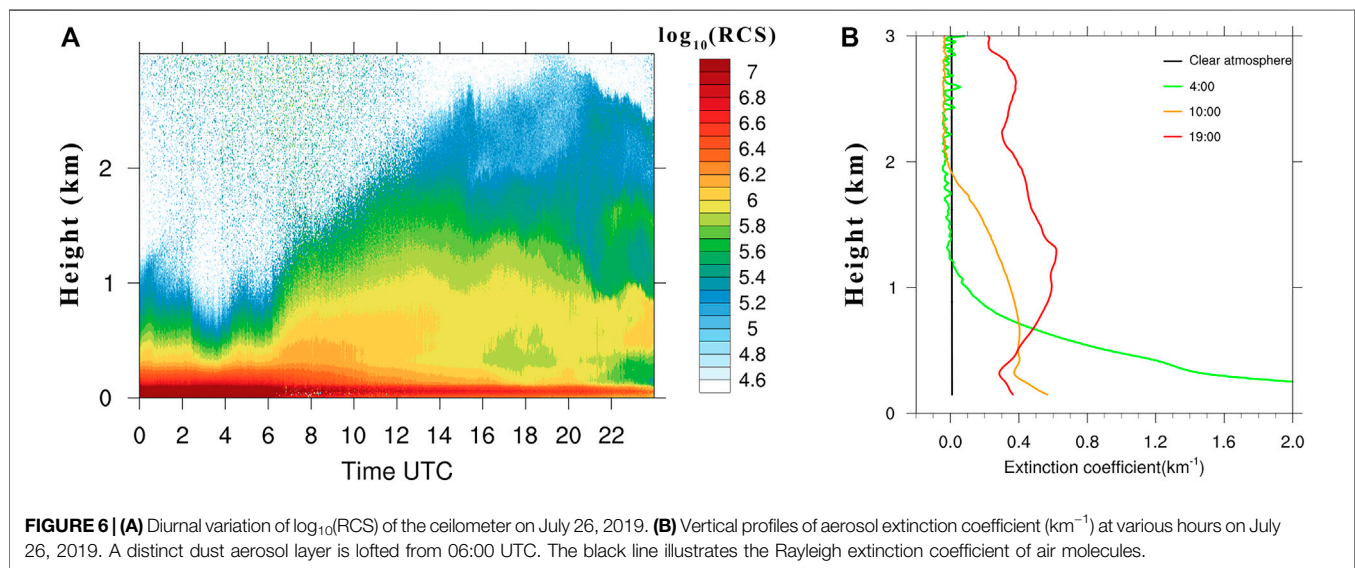 A
log10(RCS)
B
7
6.8
6.6
6.4
6.2
6
5.8
5.6
5.4
5.2
5
4.8
4.6
Height (km)
2
1
0
0 2 4 6 8 10 12 14 16 18 20 22
Time UTC
Height (km)
3
2
1
0
Clear atmosphere
4:00
10:00
19:00
0.0 0.4 0.8 1.2 1.6 2.0
Extinction coefficient(km⁻¹)
FIGURE 6 | (A) Diurnal variation of log10(RCS) of the ceilometer on July 26, 2019. (B) Vertical profiles of aerosol extinction coefficient (km⁻¹) at various hours on July
26, 2019. A distinct dust aerosol layer is lofted from 06:00 UTC. The black line illustrates the Rayleigh extinction coefficient of air molecules.